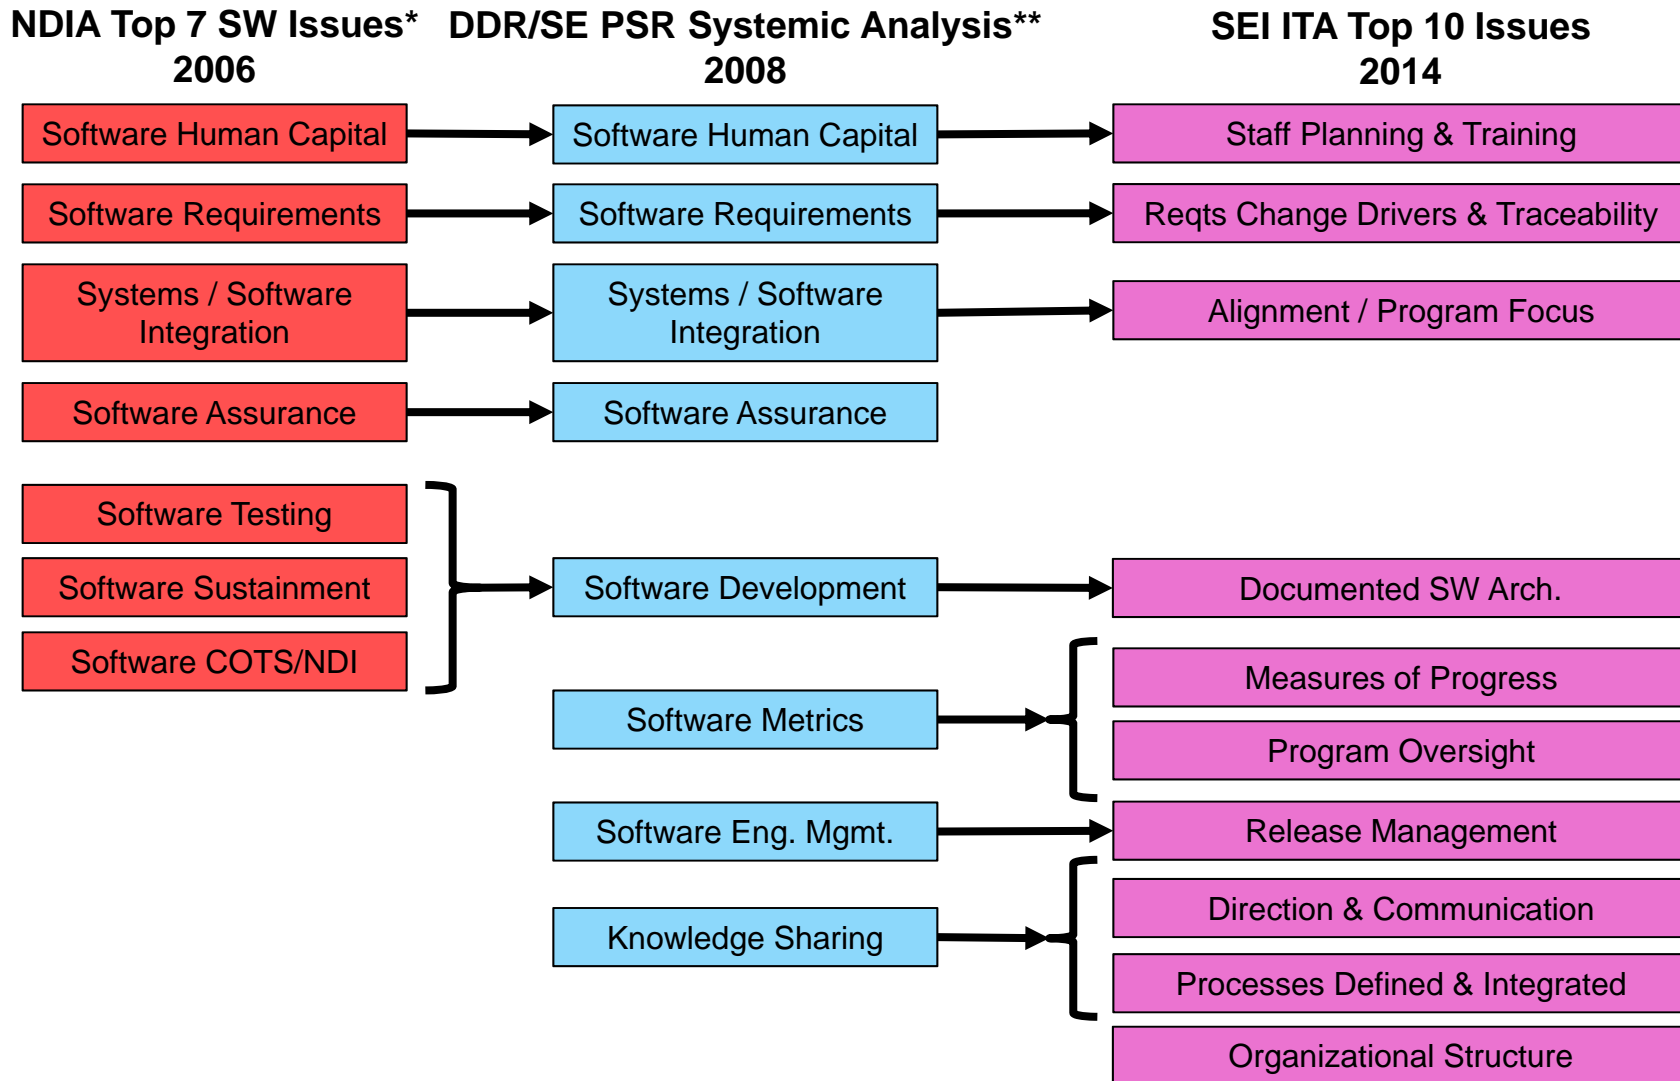 NDIA Top 7 SW Issues*
2006
DDR/SE PSR Systemic Analysis**
2008
SEI ITA Top 10 Issues
2014
Software Human Capital
Software Human Capital
Staff Planning & Training
Software Requirements
Software Requirements
Reqts Change Drivers & Traceability
Systems / Software
Integration
Systems / Software
Integration
Alignment / Program Focus
Software Assurance
Software Assurance
Software Testing
Software Sustainment
Software COTS/NDI
Software Development
Documented SW Arch.
Software Metrics
Measures of Progress
Program Oversight
Software Eng. Mgmt.
Release Management
Knowledge Sharing
Direction & Communication
Processes Defined & Integrated
Organizational Structure